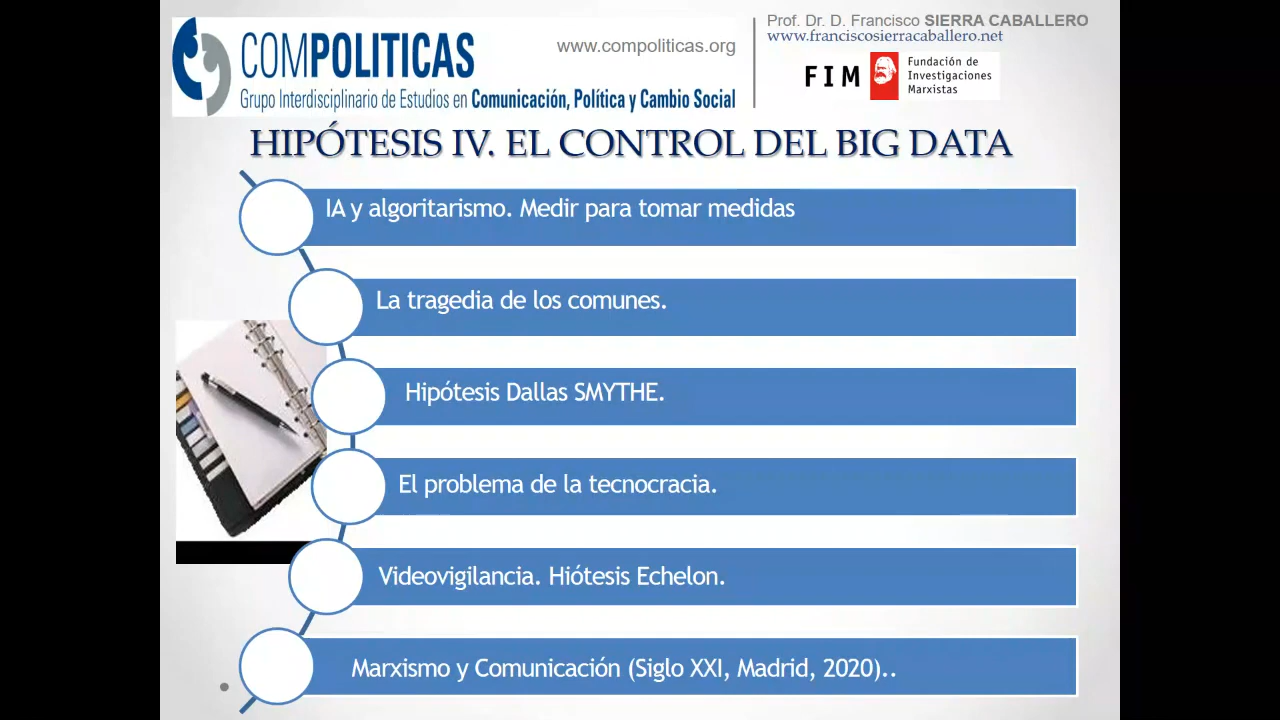 COMPOLITICAS
www.compoliticas.org
Grupo Interdisciplinario de Estudios en Comunicación, Política y Cambio Social
Prof. Dr. D. Francisco SIERRA CABALLERO
www.franciscosierracaballero.net
FIM
Fundación de
Investigaciones
Marxistas
HIPÓTESIS IV. EL CONTROL DEL BIG DATA
IA y algoritarismo. Medir para tomar medidas
La tragedia de los comunes.
Hipótesis Dallas SMYTHE.
El problema de la tecnocracia.
Videovigilancia. Hiótesis Echelon.
Marxismo y Comunicación (Siglo XXI, Madrid, 2020)..